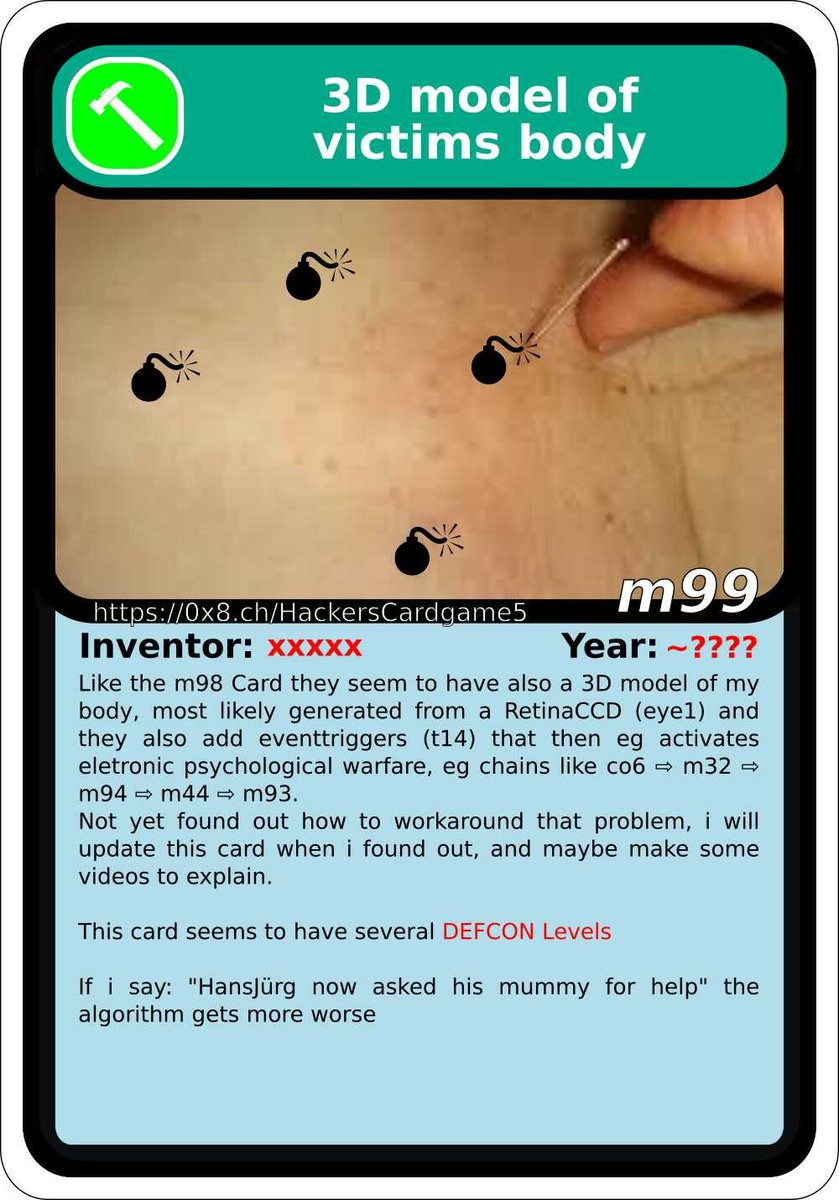 3D model of
victims body
m99
https://0x8.ch/HackersCardgame5
Inventor: xxxxx Year: ~????
Like the m98 Card they seem to have also a 3D model of my
body, most likely generated from a RetinaCCD (eye1) and
they also add eventtriggers (t14) that then eg activates
eletronic psychological warfare, eg chains like co6 ⇨ m32 ⇨
m94 ⇨ m44 ⇨ m93.
Not yet found out how to workaround that problem, i will
update this card when i found out, and maybe make some
videos to explain.
This card seems to have several DEFCON Levels
If i say: "HansJürg now asked his mummy for help" the
algorithm gets more worse